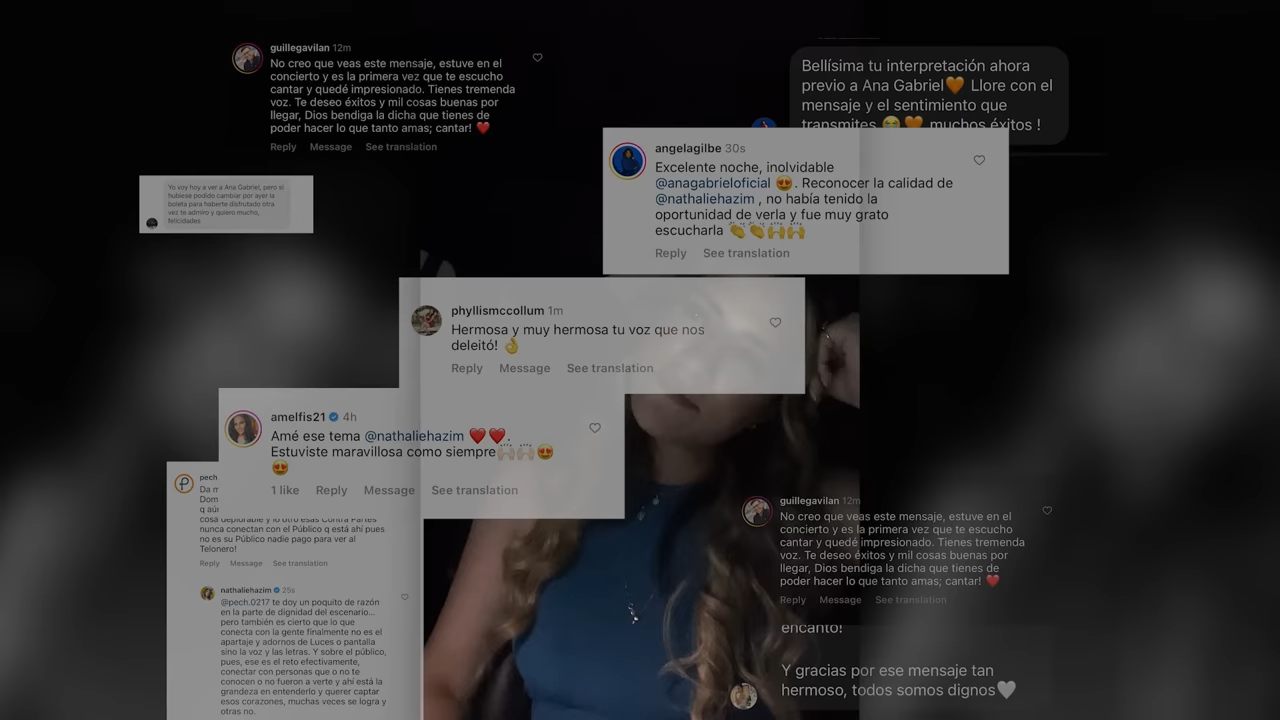 guillegavilan 12m
No creo que veas este mensaje, estuve en el
concierto y es la primera vez que te escucho
cantar y quedé impresionado. Tienes tremenda
voz. Te deseo éxitos y mil cosas buenas por
llegar, Dios bendiga la dicha que tienes de
poder hacer lo que tanto amas; cantar! ❤️
Reply Message See translation
Bellísima tu interpretación ahora
previo a Ana Gabriel🧡 Llore con el
mensaje y el sentimiento que
transmites 😭🧡 muchos éxitos !
angelagilbe 30s
Excelente noche, inolvidable
@anagabrieloficial 😍. Reconocer la calidad de
@nathaliehazim , no había tenido la
oportunidad de verla y fue muy grato
escucharla 👏👏🙌🙌
Reply See translation
Yo voy hoy a ver a Ana Gabriel, pero si
hubiese podido cambiar por ayer la
boleta para haberte disfrutado otra
vez te admiro y quiero mucho,
felicidades
phyllismccollum 1m
Hermosa y muy hermosa tu voz que nos
deleitó! 👌
Reply Message See translation
amelfis21 4h
Amé ese tema @nathaliehazim ❤️❤️.
Estuviste maravillosa como siempre🙌🏻🙌🏻😍
😍
1 like Reply Message See translation
pech
Da m
Dom
q aú
cosa deplorable y lo otro esas Contra Partes
nunca conectan con el Público q está ahí pues
no es su Público nadie pago para ver al
Telonero!
Reply Message See translation
nathaliehazim 25s
@pech.0217 te doy un poquito de razón
en la parte de dignidad del escenario...
pero también es cierto que lo que
conecta con la gente finalmente no es el
apartaje y adornos de Luces o pantalla
sino la voz y las letras. Y sobre el público,
pues, ese es el reto efectivamente,
conectar con personas que o no te
conocen o no fueron a verte y ahí está la
grandeza en entenderlo y querer captar
esos corazones, muchas veces se logra y
otras no.
guillegavilan 12m
No creo que veas este mensaje, estuve en el
concierto y es la primera vez que te escucho
cantar y quedé impresionado. Tienes tremenda
voz. Te deseo éxitos y mil cosas buenas por
llegar, Dios bendiga la dicha que tienes de
poder hacer lo que tanto amas; cantar! ❤️
Reply Message See translation
encanto!
Y gracias por ese mensaje tan
hermoso, todos somos dignos🤍